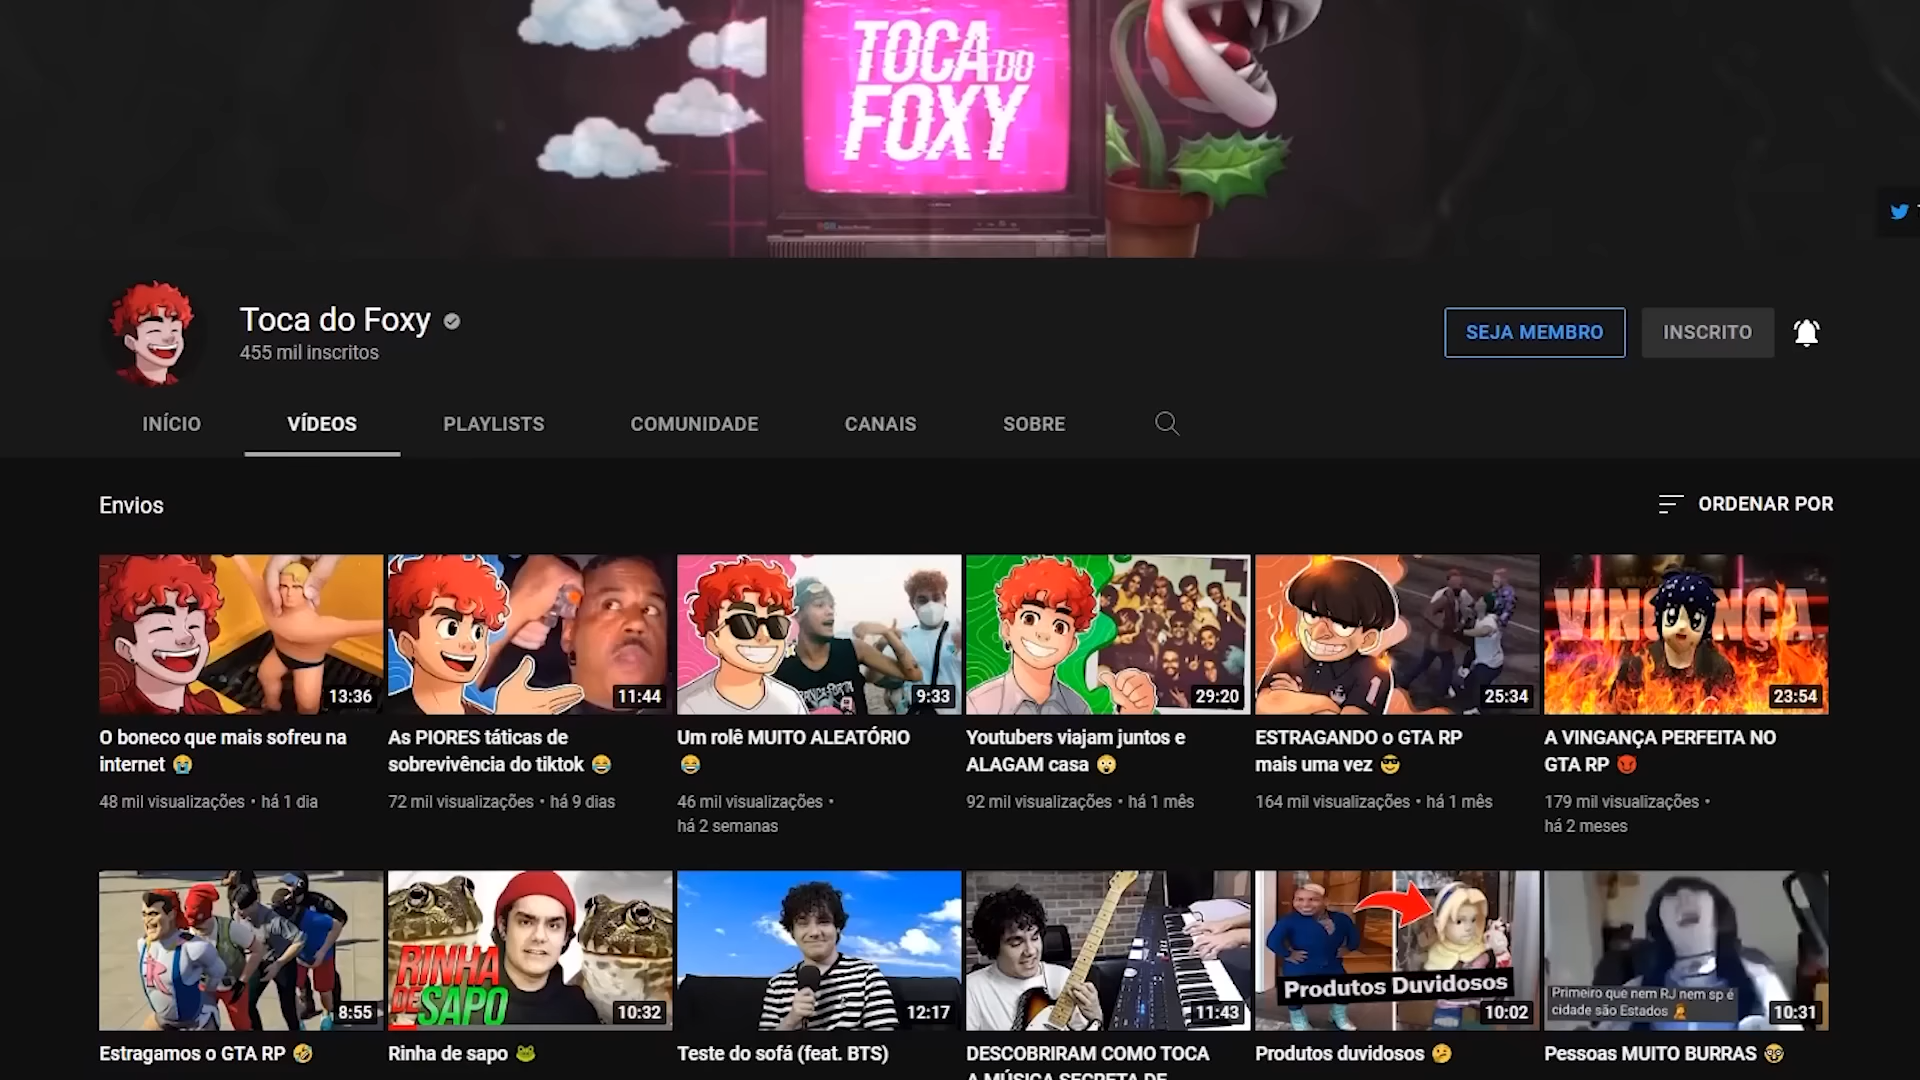 TOCA DO
FOXY
Toca do Foxy
455 mil inscritos
SEJA MEMBRO
INSCRITO
INÍCIO
VÍDEOS
PLAYLISTS
COMUNIDADE
CANAIS
SOBRE
Envios
ORDENAR POR
13:36
O boneco que mais sofreu na
internet 😭
48 mil visualizações • há 1 dia
11:44
As PIORES táticas de
sobrevivência do tiktok 😂
72 mil visualizações • há 9 dias
9:33
Um rolê MUITO ALEATÓRIO
😂
46 mil visualizações •
há 2 semanas
29:20
Youtubers viajam juntos e
ALAGAM casa 😲
92 mil visualizações • há 1 mês
25:34
ESTRAGANDO o GTA RP
mais uma vez 😎
164 mil visualizações • há 1 mês
VINGANÇA
23:54
A VINGANÇA PERFEITA NO
GTA RP 😈
179 mil visualizações •
há 2 meses
R
8:55
Estragamos o GTA RP 🤣
RINHA
DE SAPO
10:32
Rinha de sapo 🐸
12:17
Teste do sofá (feat. BTS)
11:43
DESCOBRIRAM COMO TOCA
A MÚSICA SECRETA DE
Produtos Duvidosos
10:02
Produtos duvidosos 🤔
Primeiro que nem RJ nem sp é
cidade são Estados
10:31
Pessoas MUITO BURRAS 🤓